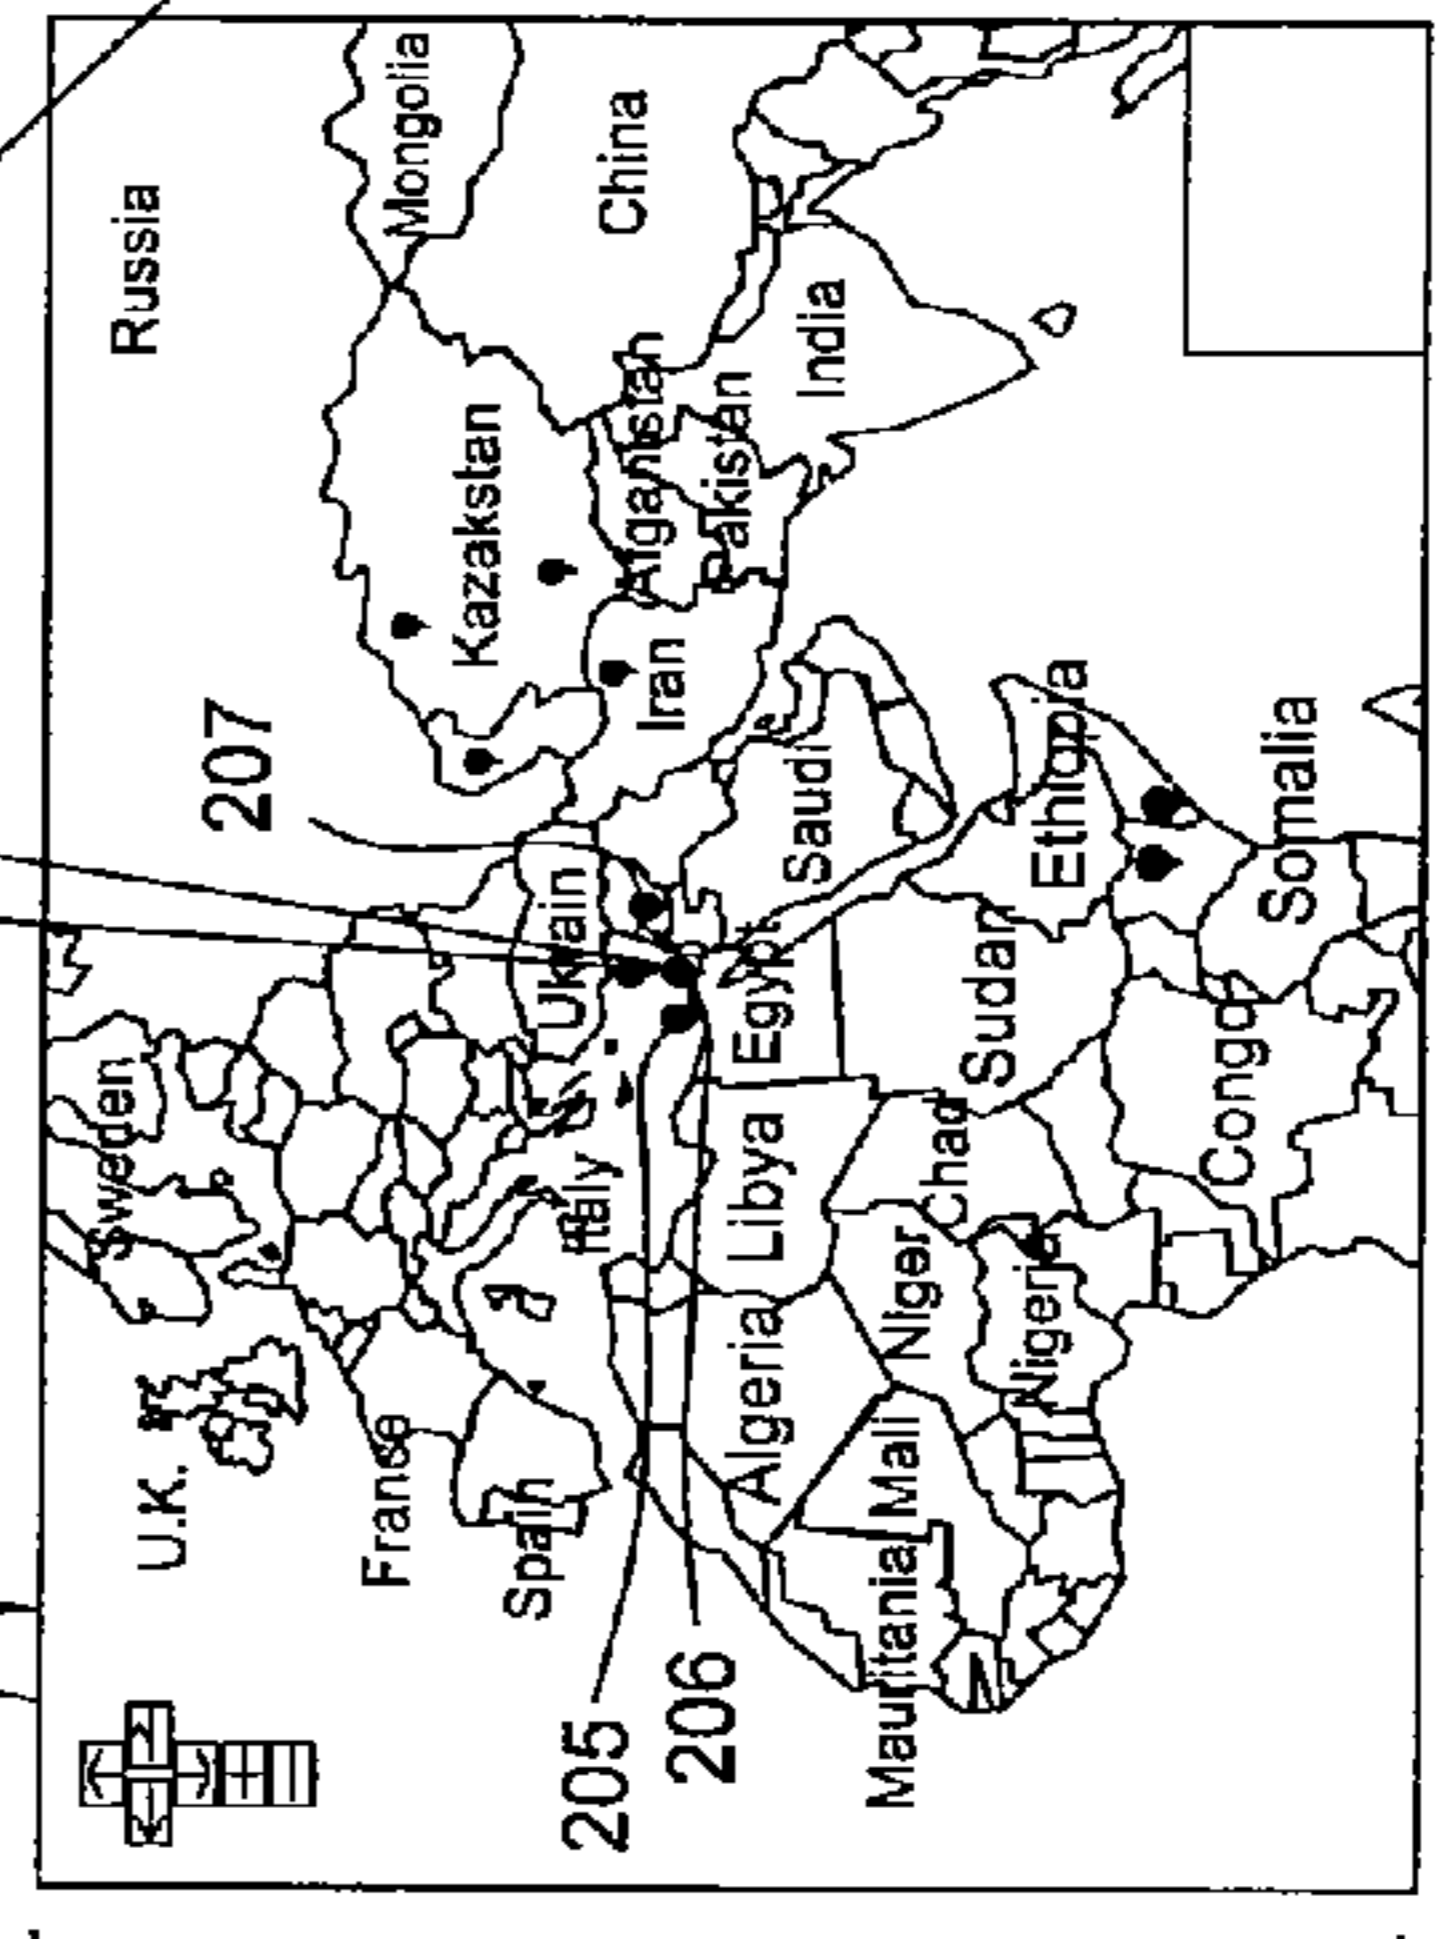 U.K.
Sweden
Russia
207
France
Mongolia
Kazakstan
Spain
Italy
Ukrain
205
China
Afganistan
Iran
206
Pakistan
Algeria
Libya
Egypt
Saudi
India
Mauritania
Mali
Niger
Chad
Sudan
Nigeria
Ethiopia
Congo
Somalia